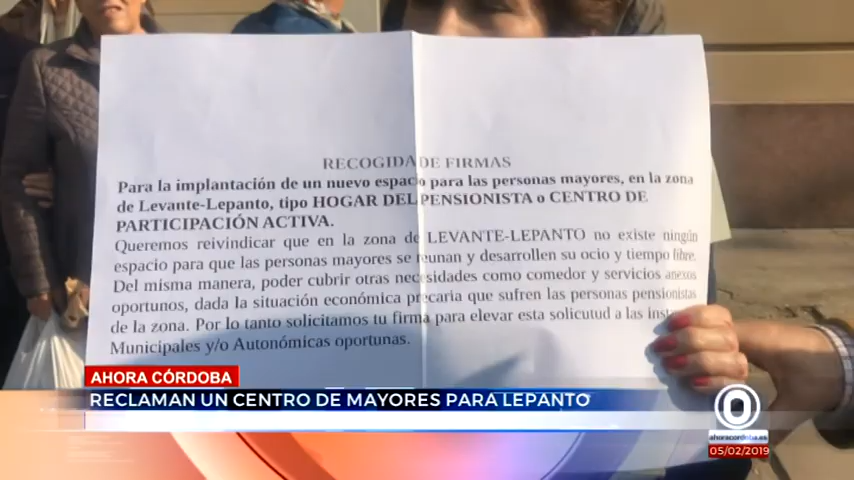 RECOGIDA DE FIRMAS
Para la implantación de un nuevo espacio para las personas mayores, en la zona
de Levante-Lepanto, tipo HOGAR DEL PENSIONISTA o CENTRO DE
PARTICIPACIÓN ACTIVA.
Queremos reivindicar que en la zona de LEVANTE-LEPANTO no existe ningún
espacio para que las personas mayores se reunan y desarrollen su ocio y tiempo libre.
Del misma manera, poder cubrir otras necesidades como comedor y servicios anexos
oportunos, dada la situación económica precaria que sufren las personas pensionistas
de la zona. Por lo tanto solicitamos tu firma para elevar esta solicutud a las
Municipales y/o Autonómicas oportunas.
AHORA CÓRDOBA
RECLAMAN UN CENTRO DE MAYORES PARA LEPANTO
ahoracordoba.es
05/02/2019